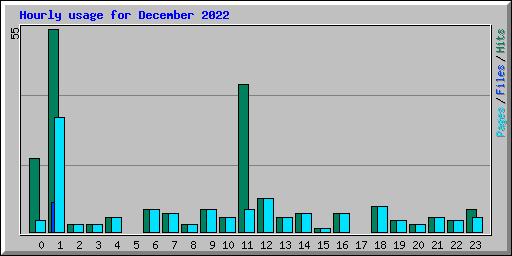 Hourly usage for December 2022
55
Pages/Files/Hits
0 1 2 3 4 5 6 7 8 9 10 11 12 13 14 15 16 17 18 19 20 21 22 23